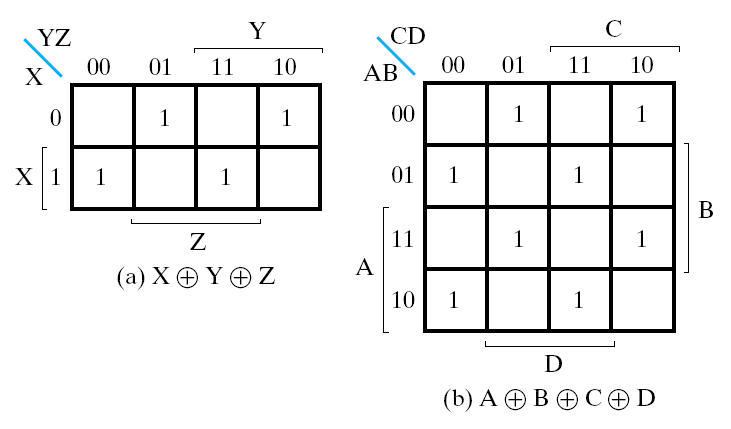 YZ
Y
X
00 01 11 10
0 1 1
X 1 1 1
Z
(a) X ⊕ Y ⊕ Z
CD
C
AB
00 01 11 10
00 1 1
01 1 1
B
11 1 1
A
10 1 1
D
(b) A ⊕ B ⊕ C ⊕ D